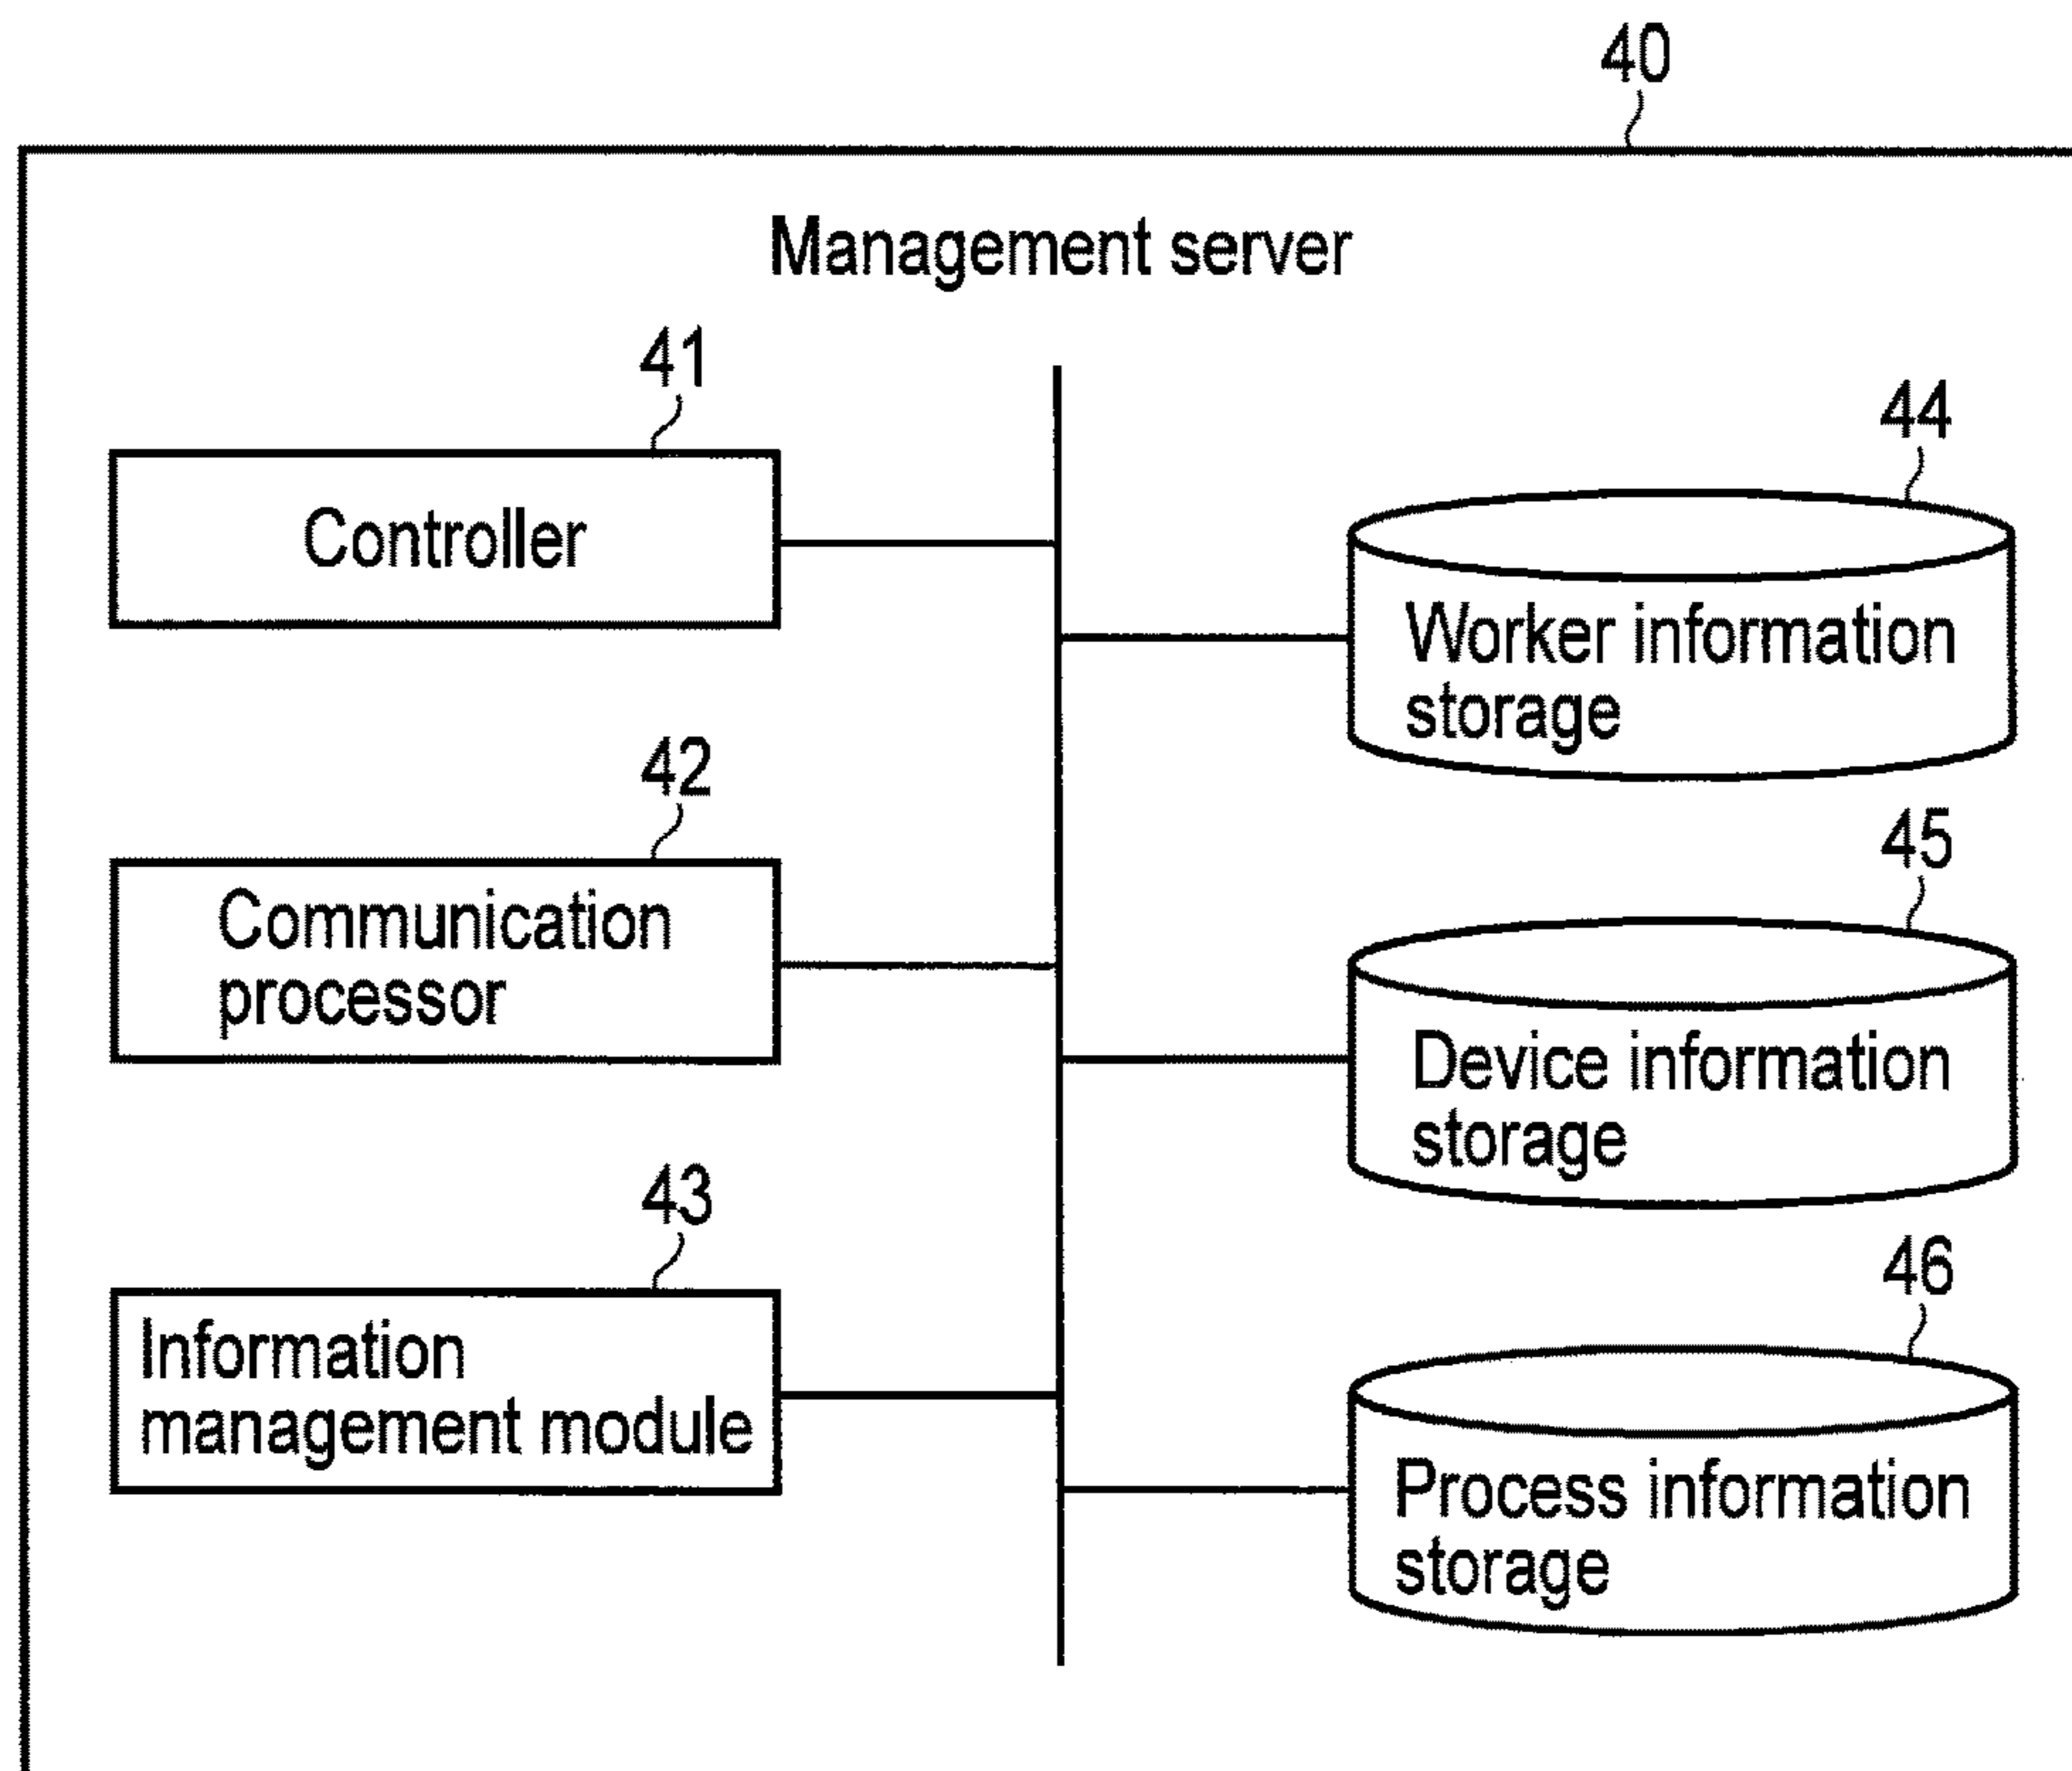 40
Management server
41
Controller
42
Communication
processor
43
Information
management module
44
Worker information
storage
45
Device information
storage
46
Process information
storage